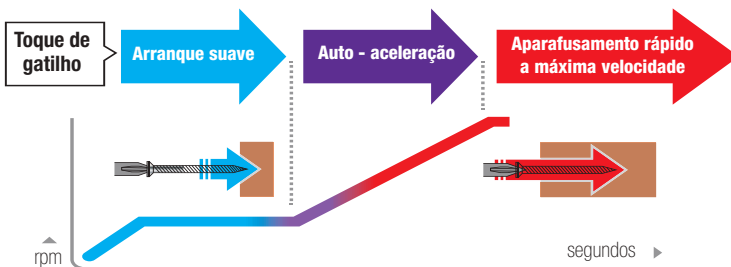 Toque de
gatilho
Arranque suave
Auto - aceleração
Aparafusamento rápido
a máxima velocidade
rpm
segundos